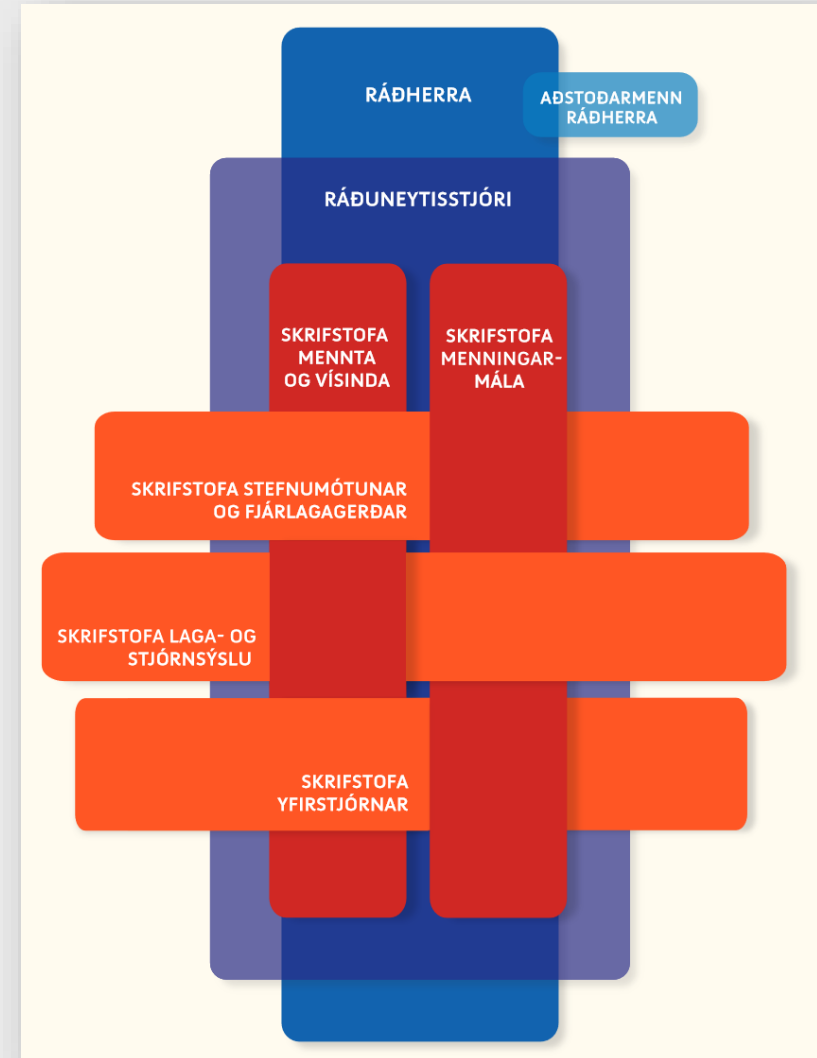 RÁÐHERRA
AÐSTOÐARMENN
RÁÐHERRA
RÁÐUNEYTISSTJÓRI
SKRIFSTOFA
MENNTA
OG VÍSINDA
SKRIFSTOFA
MENNINGAR-
MÁLA
SKRIFSTOFA STEFNUMÓTUNAR
OG FJÁRLAGAGERÐAR
SKRIFSTOFA LAGA- OG
STJÓRNSÝSLU
SKRIFSTOFA
YFIRSTJÓRNAR